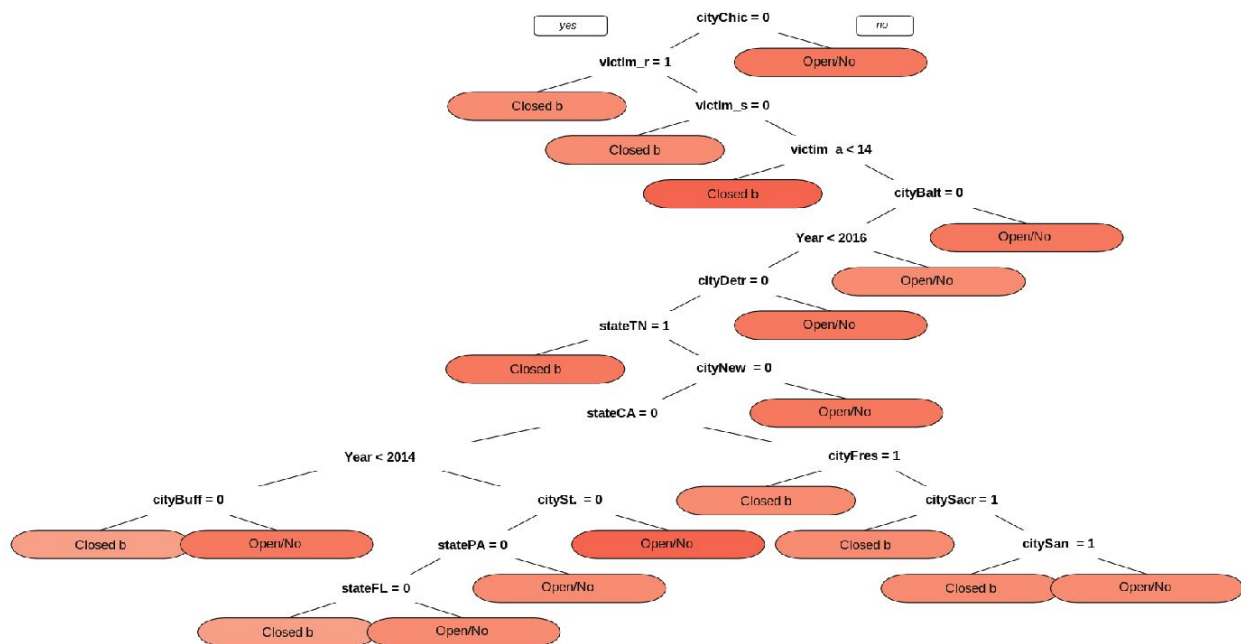 cityChic = 0
yes
no
victim_r = 1
Open/No
Closed b
victim_s = 0
Closed b
victim a < 14
Closed b
cityBalt = 0
Year < 2016
Open/No
cityDetr = 0
Open/No
stateTN = 1
Open/No
Closed b
cityNew = 0
stateCA = 0
Open/No
Year < 2014
cityFres = 1
cityBuff = 0
citySt. = 0
Closed b
citySacr = 1
Closed b
Open/No
statePA = 0
Open/No
Closed b
citySan = 1
stateFL = 0
Open/No
Closed b
Open/No
Closed b
Open/No